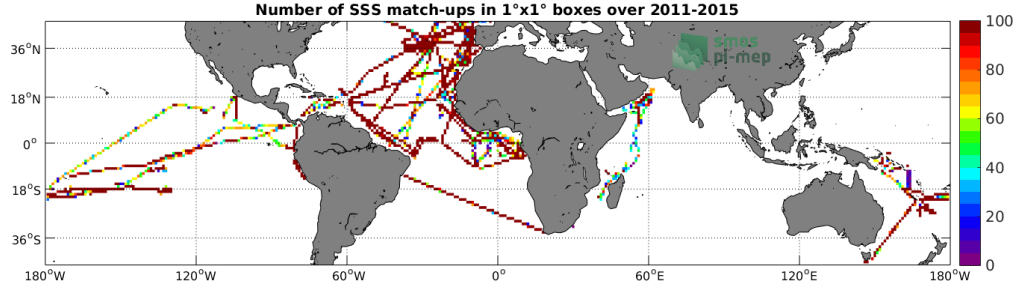 Number of SSS match-ups in 1°x1° boxes over 2011-2015
36°N
18°N
0°
18°S
36°S
180°W
120°W
60°W
0°
60°E
120°E
180°W
100
80
60
40
20
0
smos
pi-mep